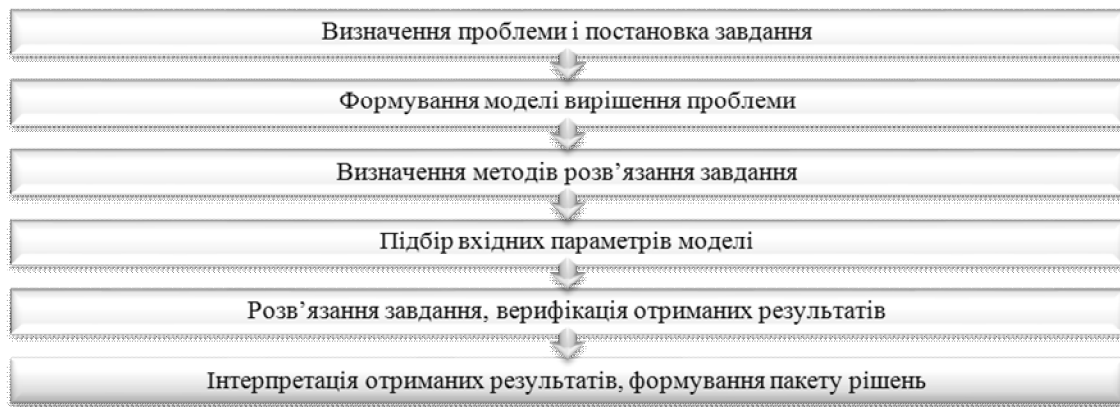 Визначення проблеми і постановка завдання
Формування моделі вирішення проблеми
Визначення методів розв’язання завдання
Підбір вхідних параметрів моделі
Розв’язання завдання, верифікація отриманих результатів
Інтерпретація отриманих результатів, формування пакету рішень